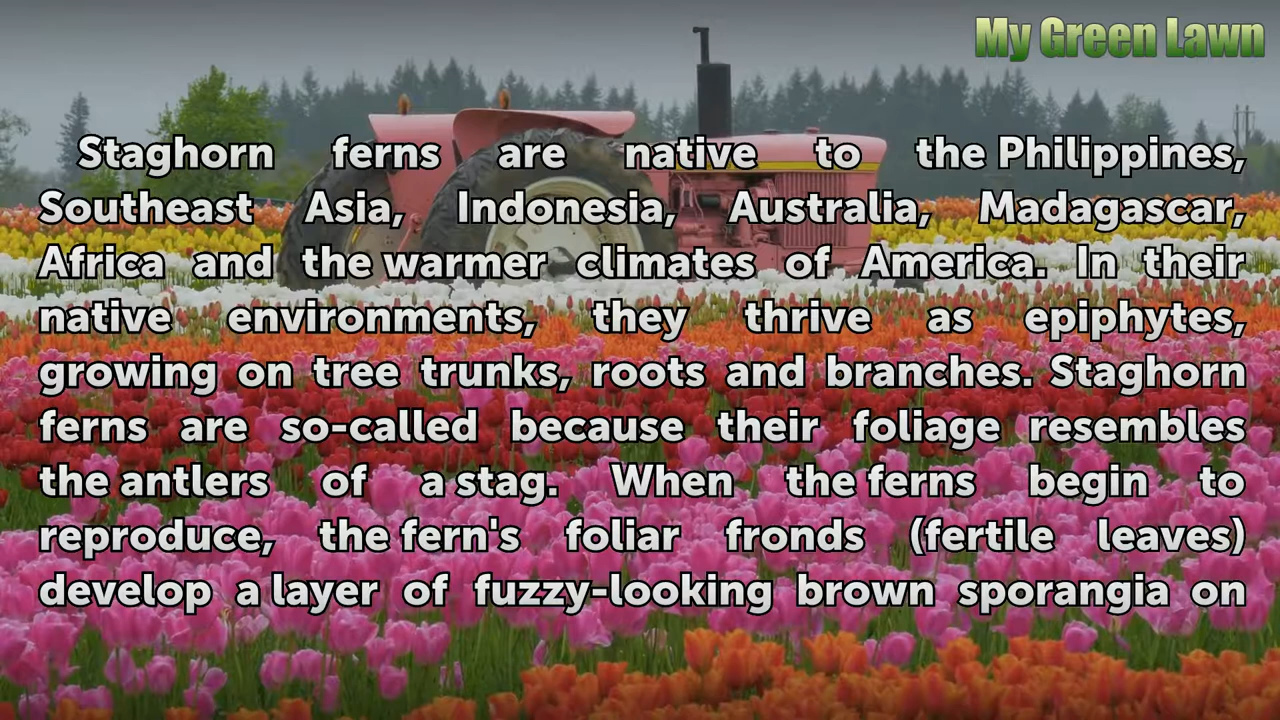 My Green Lawn
Staghorn ferns are native to the Philippines,
Southeast Asia, Indonesia, Australia, Madagascar,
Africa and the warmer climates of America. In their
native environments, they thrive as epiphytes,
growing on tree trunks, roots and branches. Staghorn
ferns are so-called because their foliage resembles
the antlers of a stag. When the ferns begin to
reproduce, the fern's foliar fronds (fertile leaves)
develop a layer of fuzzy-looking brown sporangia on